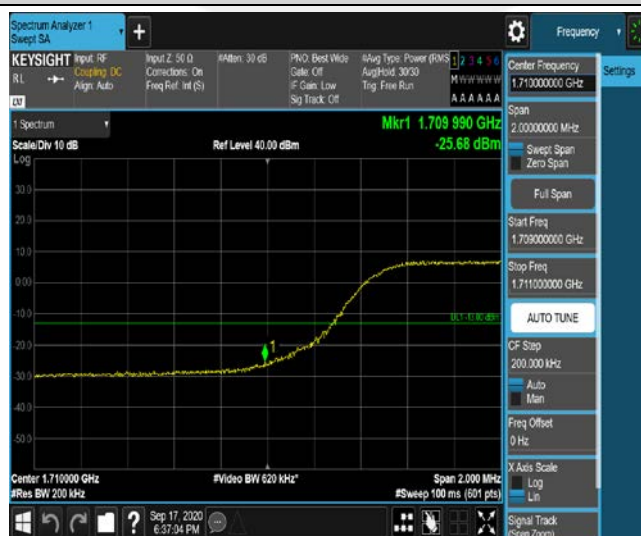 Spectrum Analyzer 1
Swept SA
+
Frequency
KEYSIGHT
RL
Input: RF
Coupling: DC
Align: Auto
Input Z: 50 Ω
Corrections: On
Freq Ref: Int (S)
#Atten: 30 dB
PNO: Best Wide
Gate: Off
IF Gain: Low
Sig Track: Off
#Avg Type: Power (RMS
Avg|Hold: 30/30
Trig: Free Run
1 2 3 4 5 6
M W W W W W
A A A A A A
LXI
Center Frequency
1.710000000 GHz
Settings
Span
2.00000000 MHz
Swept Span
Zero Span
Full Span
Start Freq
1.709000000 GHz
Stop Freq
1.711000000 GHz
AUTO TUNE
CF Step
200.000 kHz
Auto
Man
Freq Offset
0 Hz
X Axis Scale
Log
Lin
Signal Track
(Span Zoom)
1 Spectrum
Scale/Div 10 dB
Ref Level 40.00 dBm
Mkr1 1.709 990 GHz
-25.68 dBm
Log
30.0
20.0
10.0
0.00
-10.0
-20.0
-30.0
-40.0
-50.0
DL1 -13.00 dBm
1
Center 1.710000 GHz
#Res BW 200 kHz
#Video BW 620 kHz*
Span 2.000 MHz
#Sweep 100 ms (601 pts)
?
Sep 17, 2020
6:37:04 PM